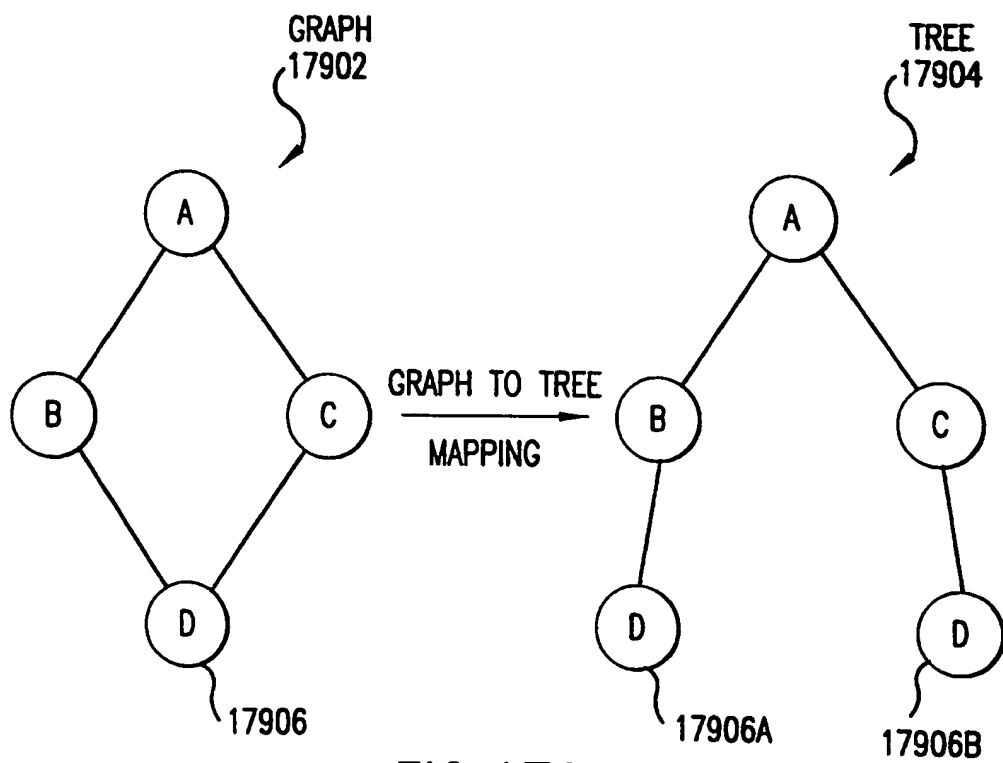 GRAPH
17902
TREE
17904
A
A
B
C
GRAPH TO TREE
MAPPING
B
C
D
D
D
17906
17906A
17906B